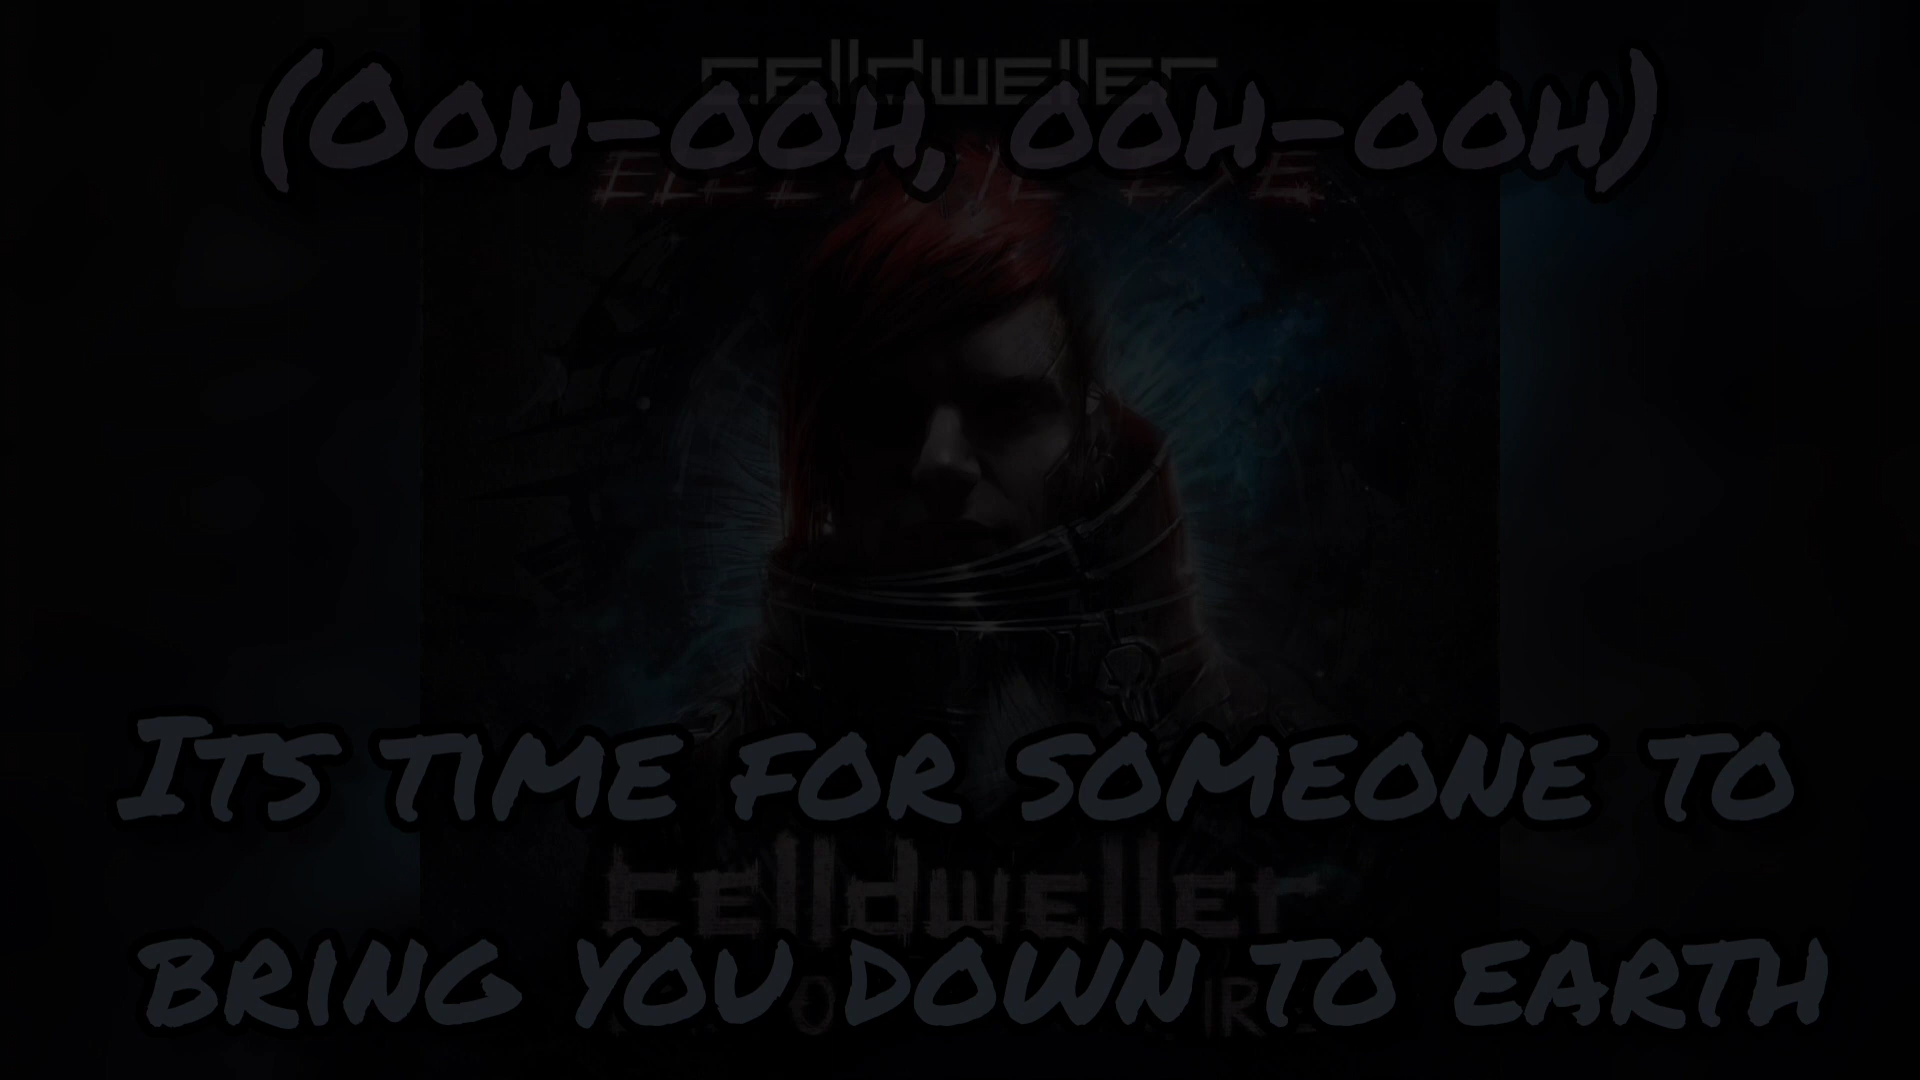 celldweller
(Ooh-ooh, ooh-ooh)
Its time for someone to
celldweller
bring you down to earth